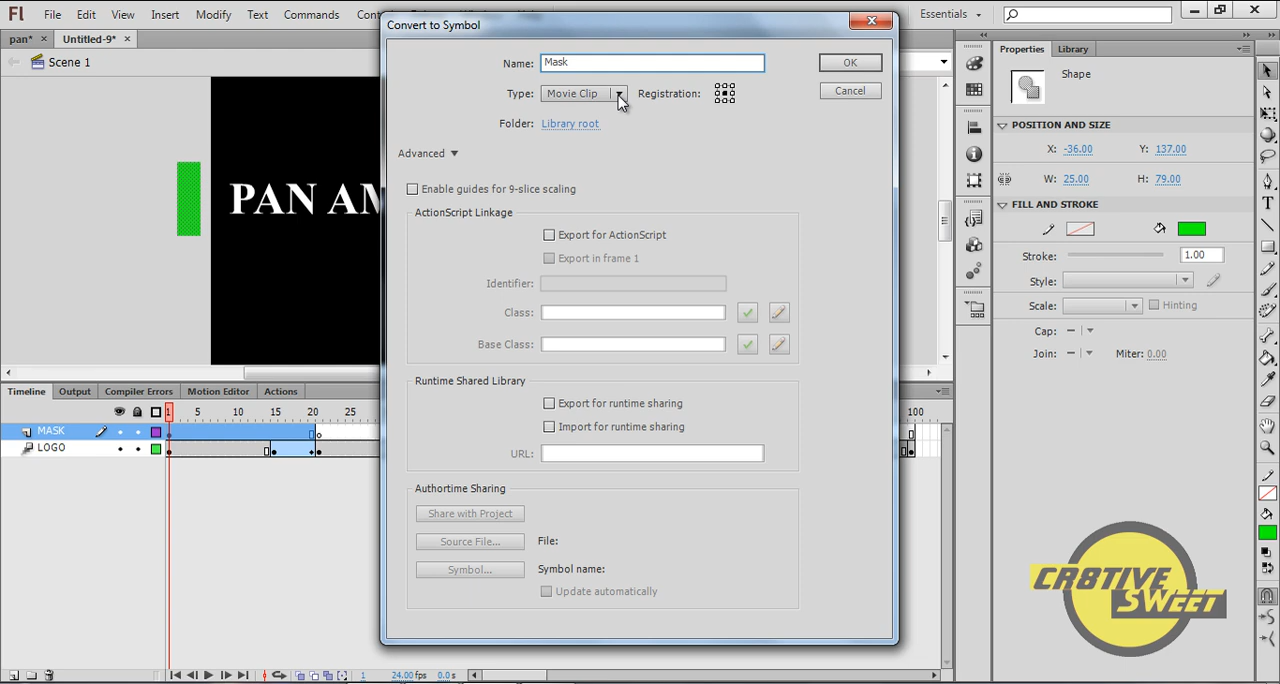 Fl File Edit View Insert Modify Text Commands
Convert to Symbol
Essentials
pan* × Untitled-9* ×
Name: Mask OK
Properties Library
Scene 1
Shape
Type: Movie Clip Registration: Cancel
Folder: Library root
POSITION AND SIZE
Advanced
X: -36.00 Y: 137.00
W: 25.00 H: 79.00
Enable guides for 9-slice scaling
PAN AM
FILL AND STROKE
ActionScript Linkage
Export for ActionScript
Stroke: 1.00
Export in frame 1
Style:
Identifier:
Scale: Hinting
Class:
Cap:
Base Class:
Join: Miter: 0.00
Runtime Shared Library
Timeline Output Compiler Errors Motion Editor Actions
Export for runtime sharing
1 5 10 15 20 25 100
Import for runtime sharing
MASK
LOGO
URL:
Authortime Sharing
Share with Project
Source File... File:
Symbol... Symbol name:
Update automatically
CR8TIVE
SWEET
1 24.00 fps 0.0 s